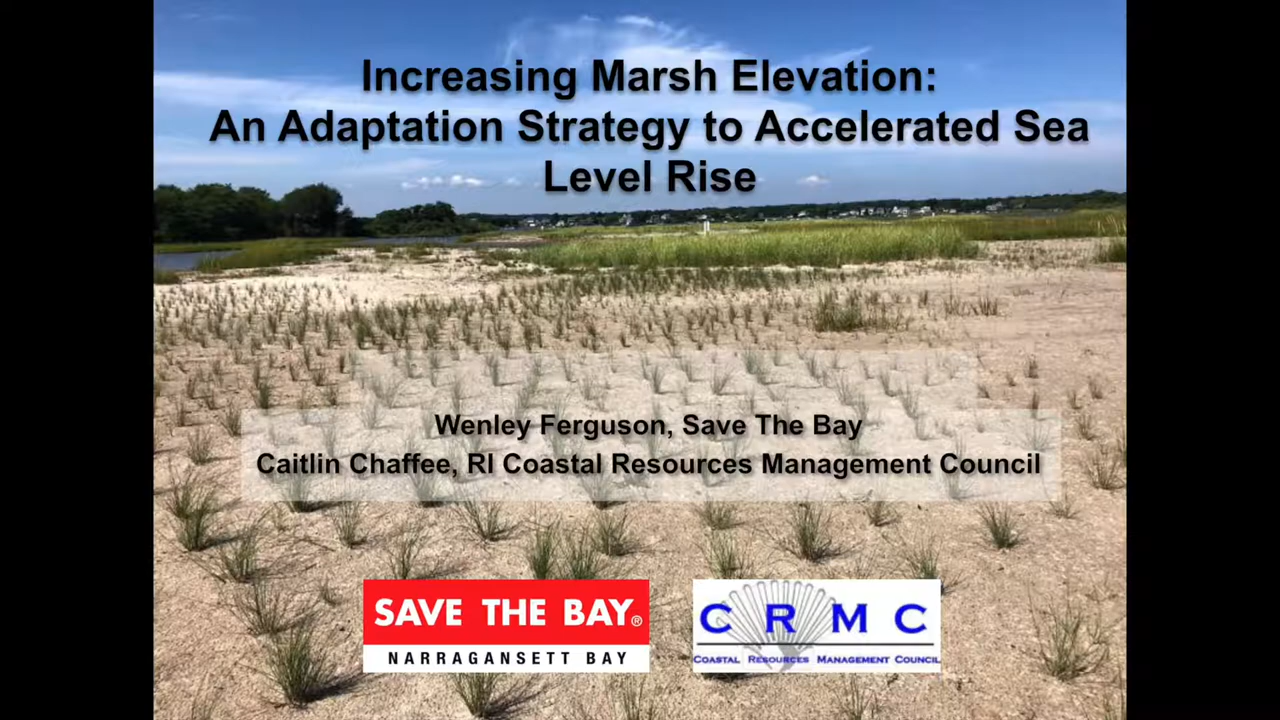 Increasing Marsh Elevation:
An Adaptation Strategy to Accelerated Sea
Level Rise
Wenley Ferguson, Save The Bay
Caitlin Chaffee, RI Coastal Resources Management Council
SAVE THE BAY®
NARRAGANSETT BAY
C R M C
COASTAL RESOURCES MANAGEMENT COUNCIL